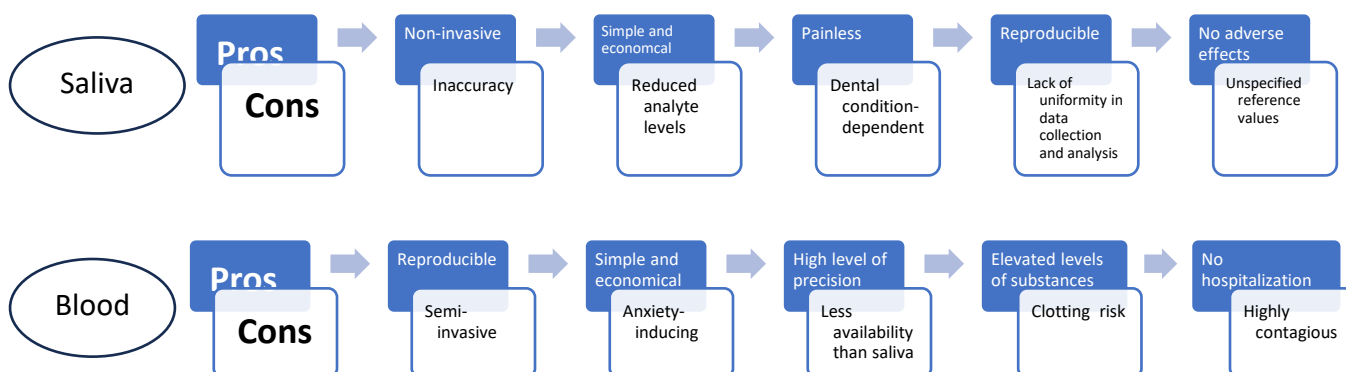 Saliva
Pros
Cons
Non-invasive
Inaccuracy
Simple and
economcal
Reduced
analyte
levels
Painless
Dental
condition-
dependent
Reproducible
Lack of
uniformity in
data
collection
and analysis
No adverse
effects
Unspecified
reference
values
Blood
Pros
Cons
Reproducible
Semi-
invasive
Simple and
economical
Anxiety-
inducing
High level of
precision
Less
availability
than saliva
Elevated levels
of substances
Clotting risk
No
hospitalization
Highly
contagious